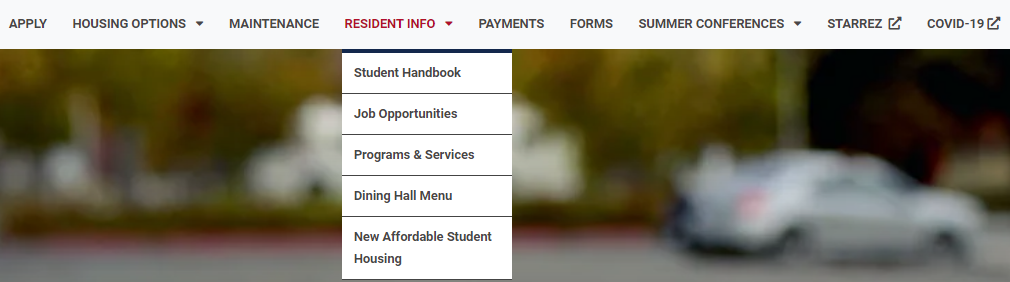 APPLY HOUSING OPTIONS MAINTENANCE RESIDENT INFO PAYMENTS FORMS SUMMER CONFERENCES STARREZ COVID-19
Student Handbook
Job Opportunities
Programs & Services
Dining Hall Menu
New Affordable Student
Housing